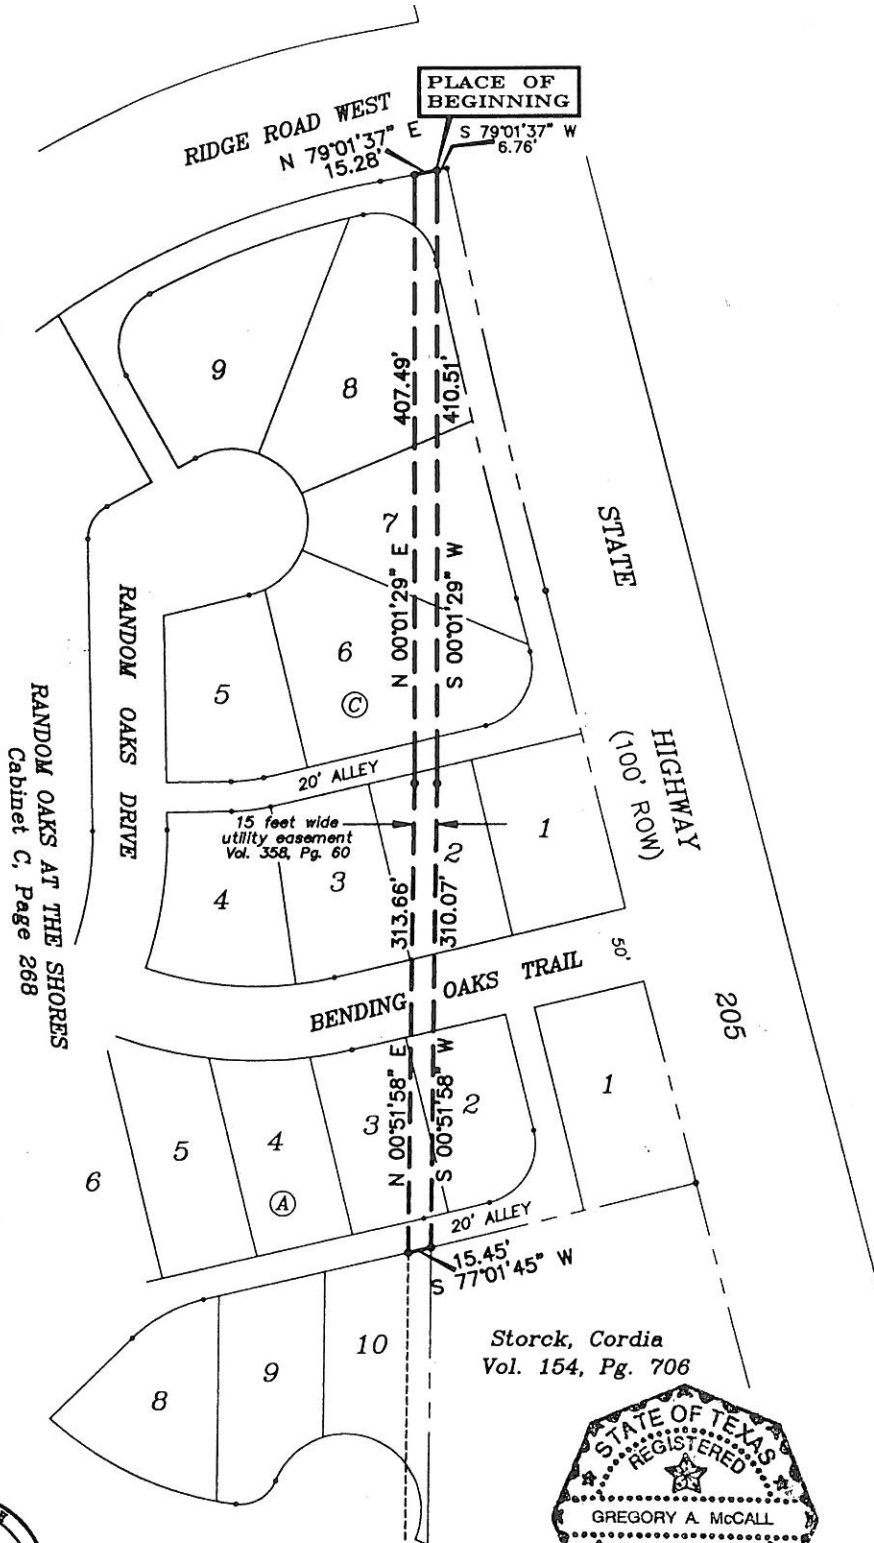 PLACE OF
BEGINNING
RIDGE ROAD WEST
N 79°01'37" E
15.28'
S 79°01'37" W
6.76'
9
8
407.49'
410.51'
7
N 00°01'29" E
S 00°01'29" W
STATE
HIGHWAY
(100' ROW)
205
RANDOM OAKS DRIVE
RANDOM OAKS AT THE SHORES
Cabinet C, Page 268
5
6
C
20' ALLEY
15 feet wide
utility easement
Vol. 358, Pg. 60
4
3
2
1
313.66'
310.07'
50'
BENDING OAKS TRAIL
N 00°51'58" E
S 00°51'58" W
6
5
4
3
2
1
A
20' ALLEY
15.45'
S 77°01'45" W
8
9
10
Storck, Cordia
Vol. 154, Pg. 706
STATE OF TEXAS
REGISTERED
GREGORY A. McCALL